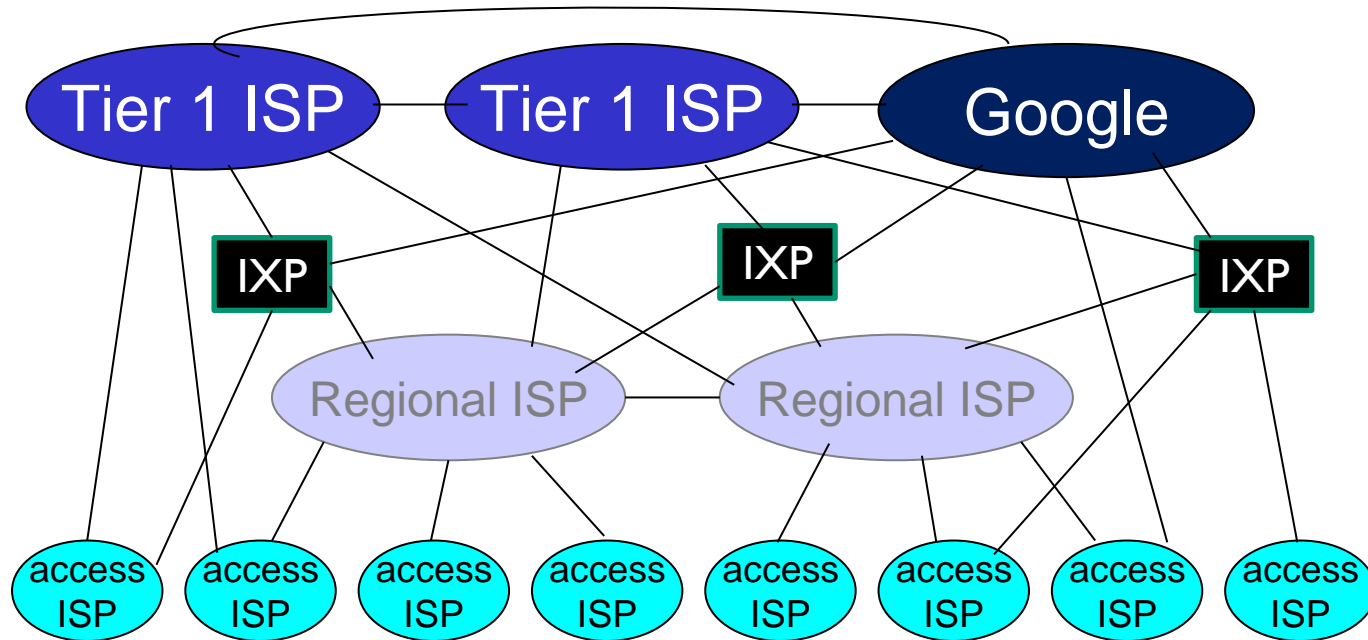 Tier 1 ISP
Tier 1 ISP
Google
IXP
IXP
IXP
Regional ISP
Regional ISP
access
ISP
access
ISP
access
ISP
access
ISP
access
ISP
access
ISP
access
ISP
access
ISP